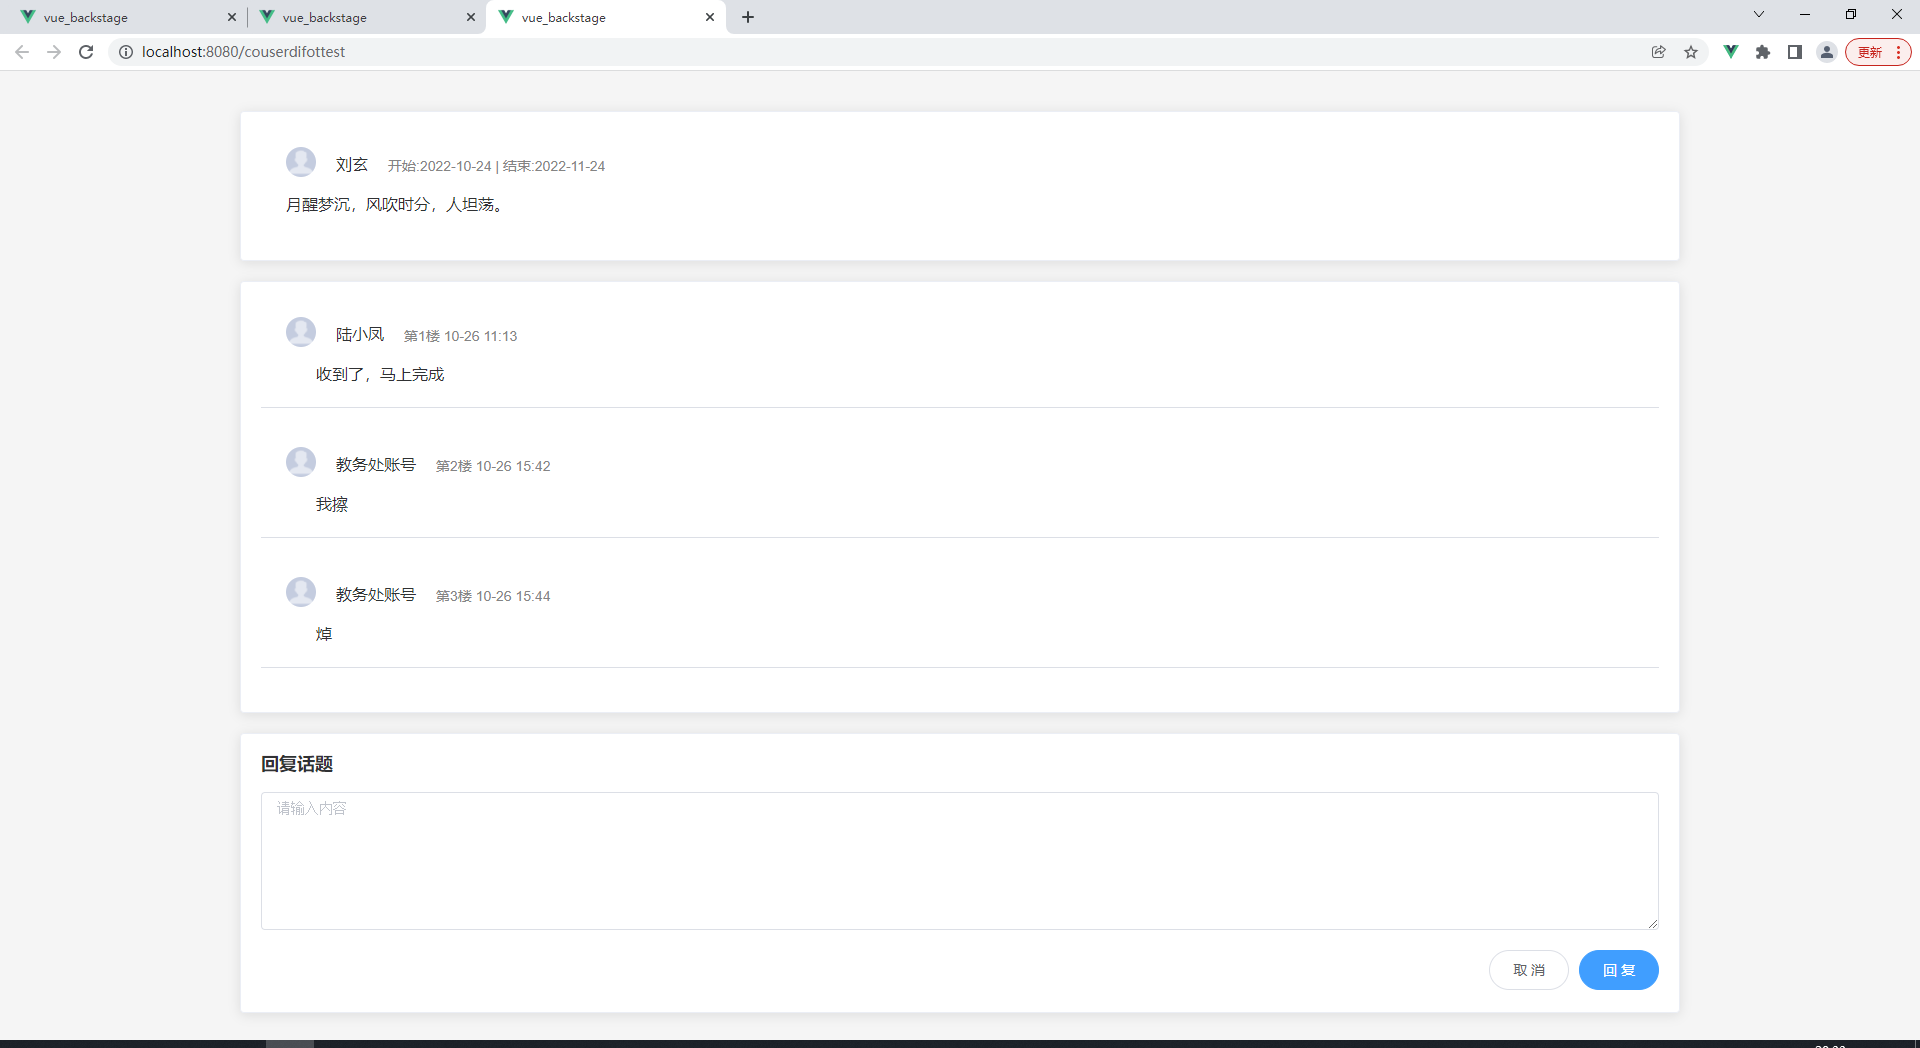 vue_backstage
vue_backstage
vue_backstage
localhost:8080/couserdifottest
更新
刘玄 开始:2022-10-24 | 结束:2022-11-24
月醒梦沉，风吹时分，人坦荡。
陆小凤 第1楼 10-26 11:13
收到了，马上完成
教务处账号 第2楼 10-26 15:42
我擦
教务处账号 第3楼 10-26 15:44
焯
回复话题
请输入内容
取 消 回 复